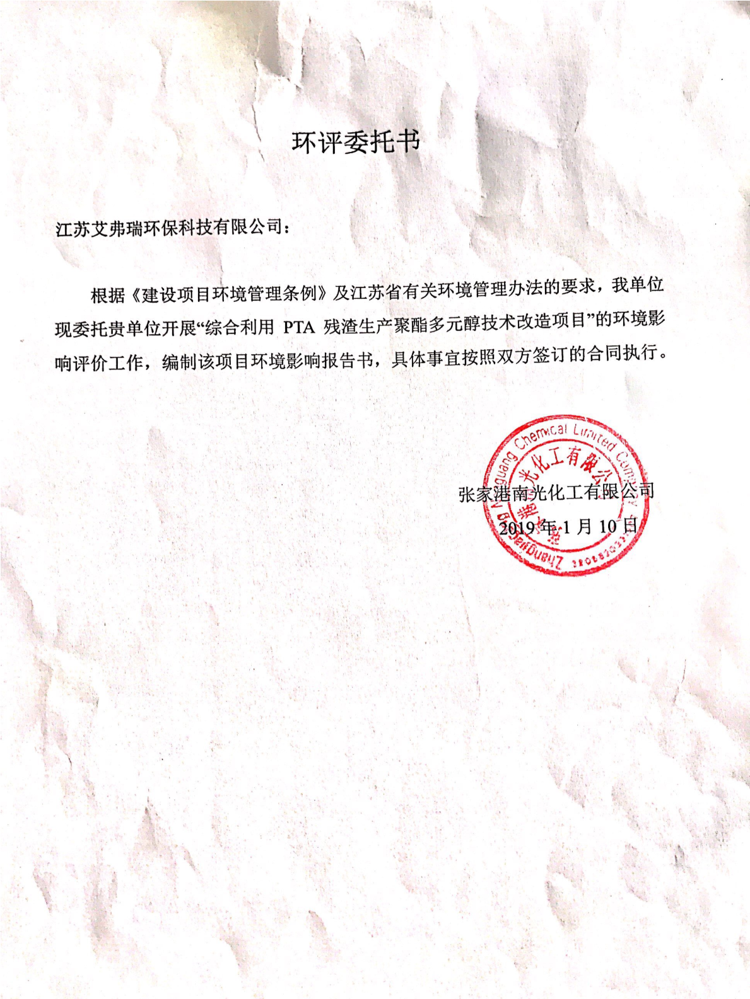 环评委托书
江苏艾弗瑞环保科技有限公司：
根据《建设项目环境管理条例》及江苏省有关环境管理办法的要求，我单位
现委托贵单位开展“综合利用 PTA 残渣生产聚酯多元醇技术改造项目”的环境影
响评价工作，编制该项目环境影响报告书，具体事宜按照双方签订的合同执行。
张家港南光化工有限公司
2019 年 1 月 10 日
Zhangjiagang Nanguang Chemical Limited Company
张家港南光化工有限公司